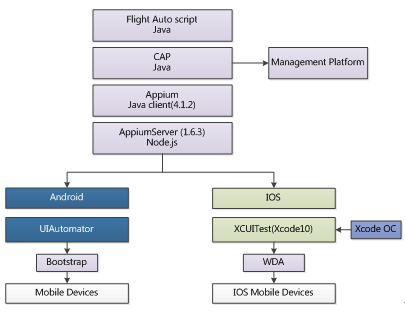 Flight Auto script
Java
CAP
Java
Management Platform
Appium
Java client(4.1.2)
AppiumServer (1.6.3)
Node.js
Android
IOS
UIAutomator
XCUITest(Xcode10)
Xcode OC
Bootstrap
WDA
Mobile Devices
IOS Mobile Devices